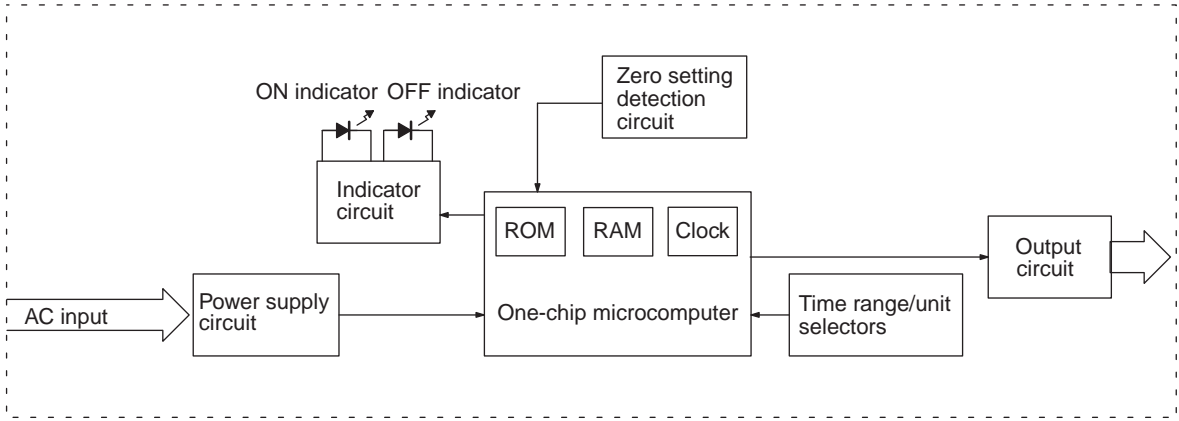 Zero setting
detection
circuit
ON indicator
OFF indicator
Indicator
circuit
ROM
RAM
Clock
One-chip microcomputer
Output
circuit
AC input
Power supply
circuit
Time range/unit
selectors